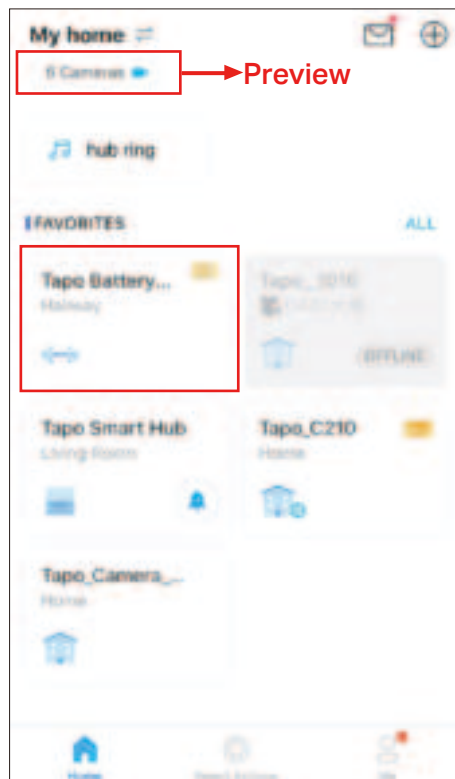 My home
6 Cameras
Preview
hub ring
FAVORITES
ALL
Tapo Battery...
Hallway
OFFLINE
Tapo Smart Hub
Living Room
Tapo_C210
Home
Tapo_Camera_...
Home
Home
Me